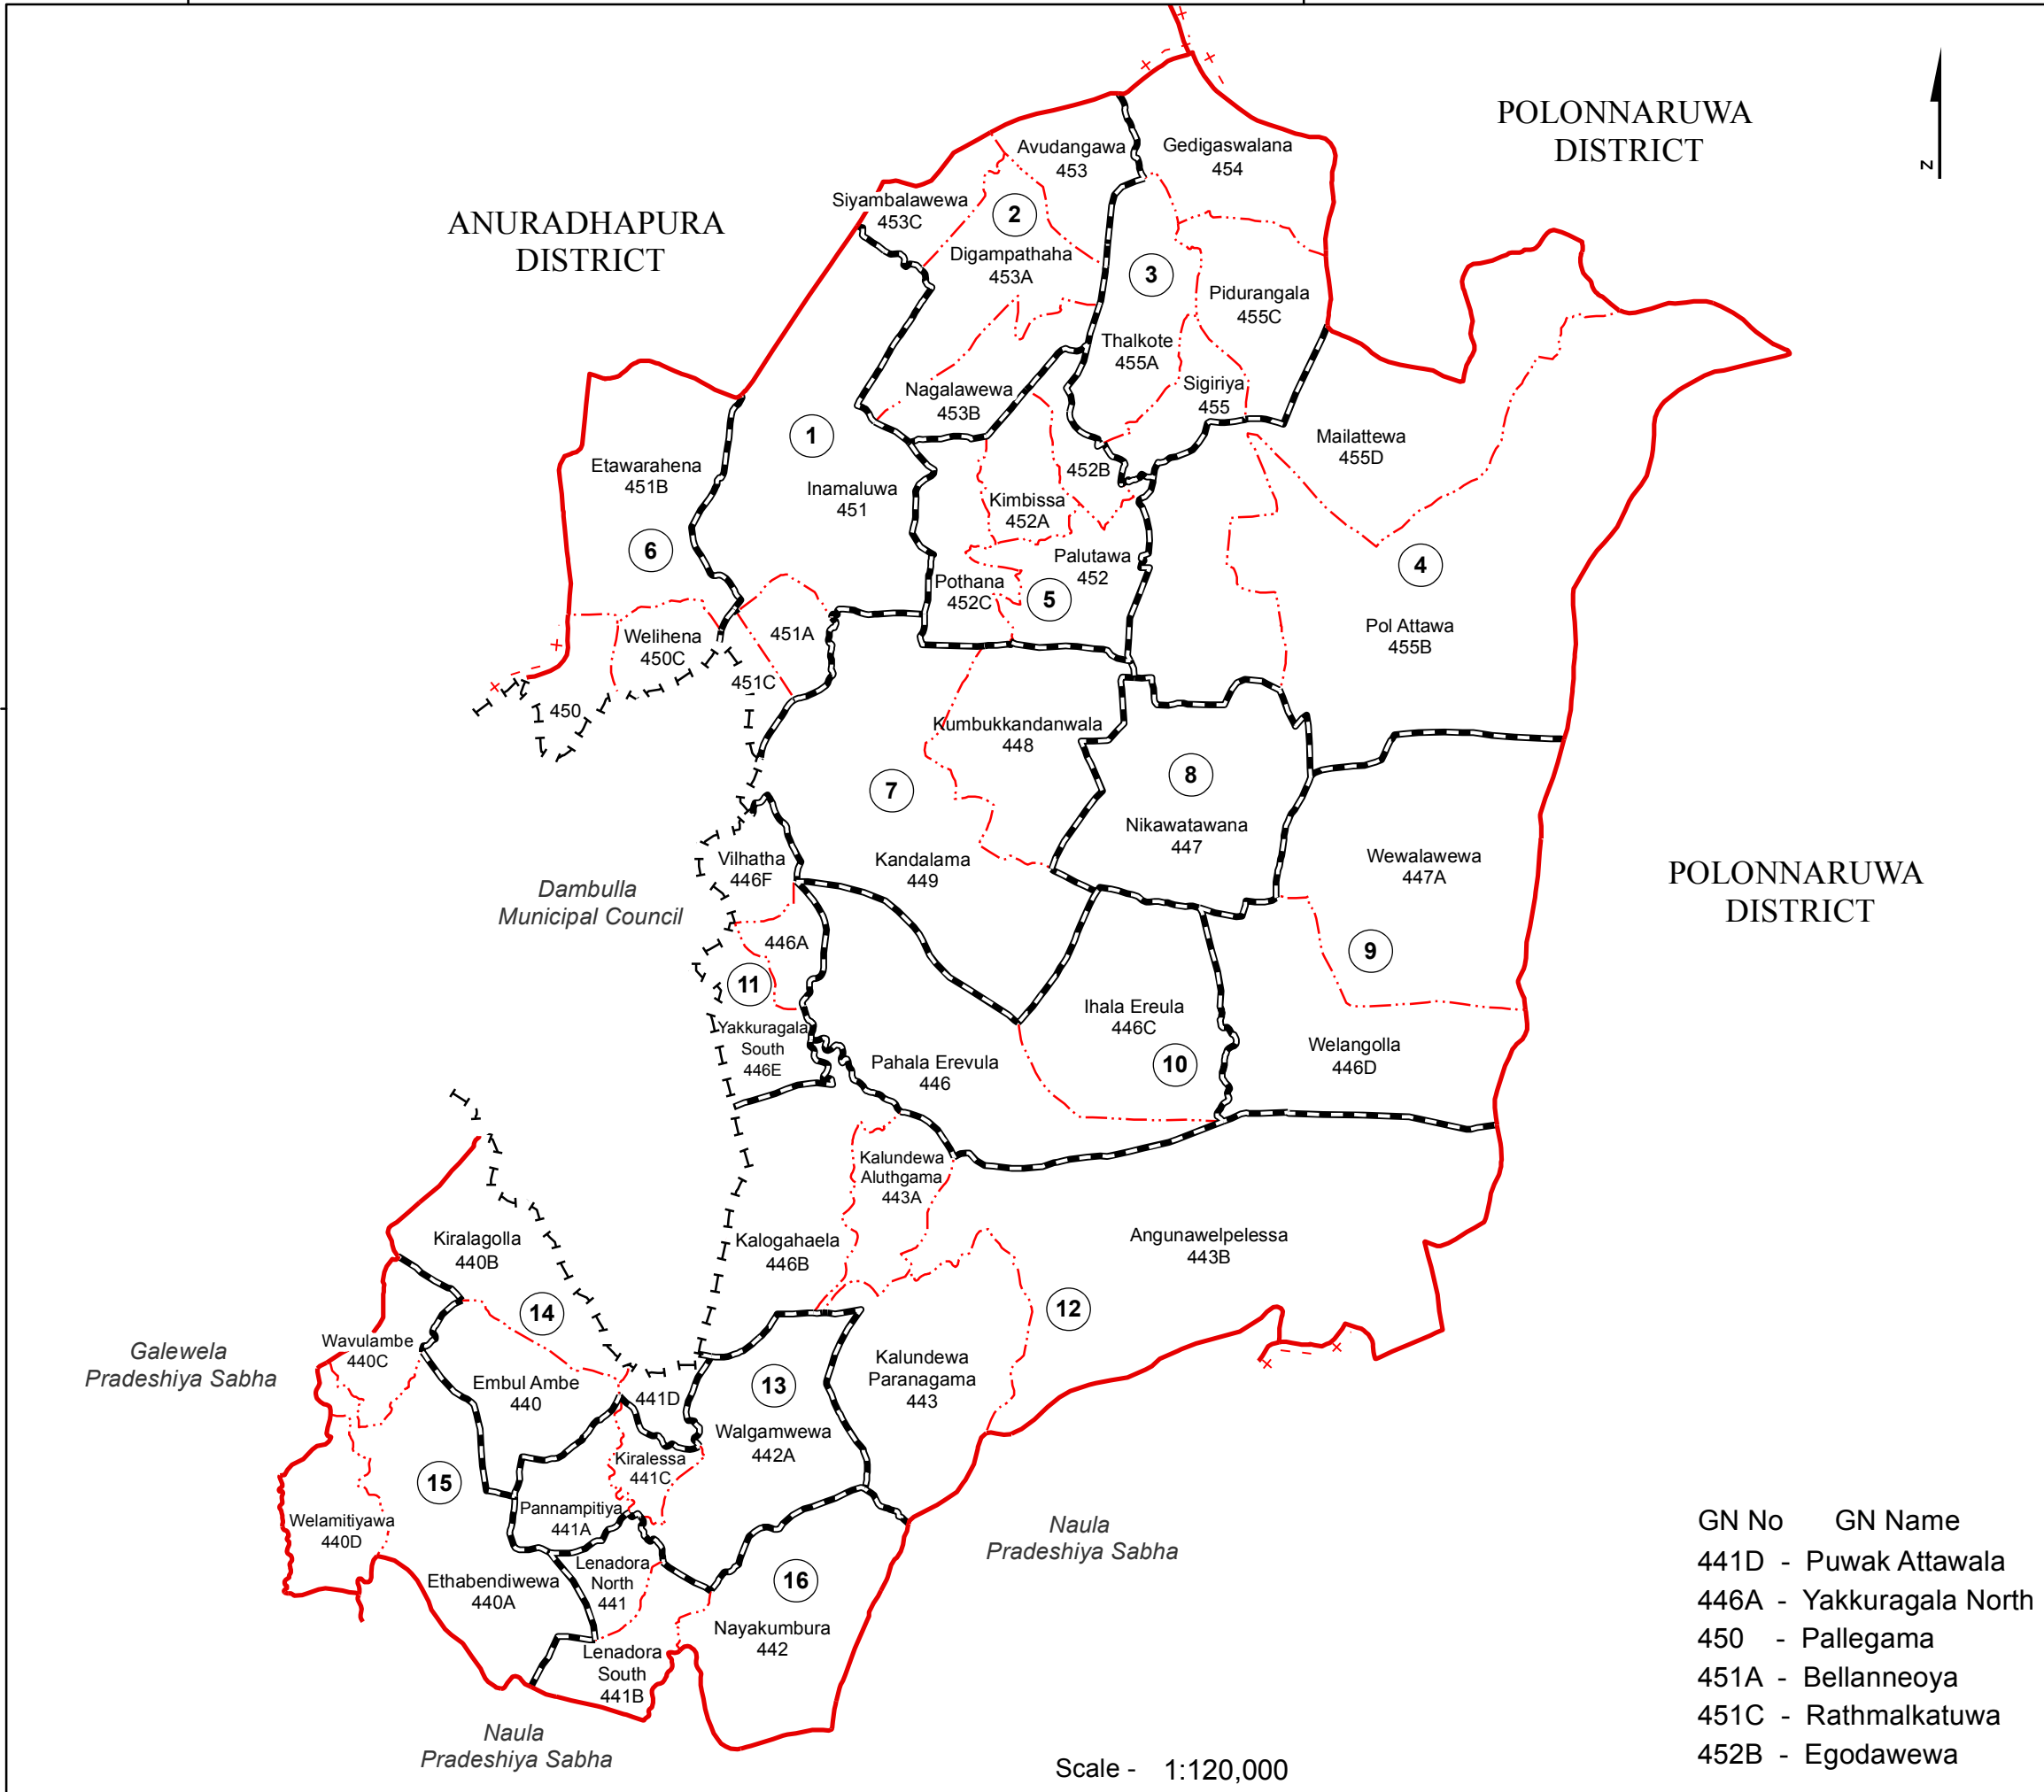 POLONNARUWA
DISTRICT
Avudangawa
453
Gedigaswalana
454
N
Siyambalawewa
453C
2
ANURADHAPURA
DISTRICT
Digampathaha
453A
3
Pidurangala
455C
Thalkote
455A
Nagalawewa
453B
Sigiriya
455
1
Mailattewa
455D
Etawarahena
451B
452B
Inamaluwa
451
Kimbissa
452A
6
Palutawa
452
4
Pothana
452C
5
Welihena
450C
451A
Pol Attawa
455B
451C
450
Kumbukkandanwala
448
7
8
Nikawatawana
447
Vilhatha
446F
Kandalama
449
Wewalawewa
447A
Dambulla
Municipal Council
POLONNARUWA
DISTRICT
446A
9
11
Ihala Ereula
446C
Yakkuragala
South
446E
Pahala Erevula
446
10
Welangolla
446D
Kalundewa
Aluthgama
443A
Kiralagolla
440B
Kalogahaela
446B
Angunawelpelessa
443B
14
12
Galewela
Pradeshiya Sabha
Wavulambe
440C
Embul Ambe
440
441D
13
Kalundewa
Paranagama
443
Walgamwewa
442A
Kiralessa
441C
15
Pannampitiya
441A
Welamitiyawa
440D
Naula
Pradeshiya Sabha
Lenadora
North
441
Ethabendiwewa
440A
16
Nayakumbura
442
Lenadora
South
441B
Naula
Pradeshiya Sabha
Scale - 1:120,000
GN No GN Name
441D - Puwak Attawala
446A - Yakkuragala North
450 - Pallegama
451A - Bellanneoya
451C - Rathmalkatuwa
452B - Egodawewa